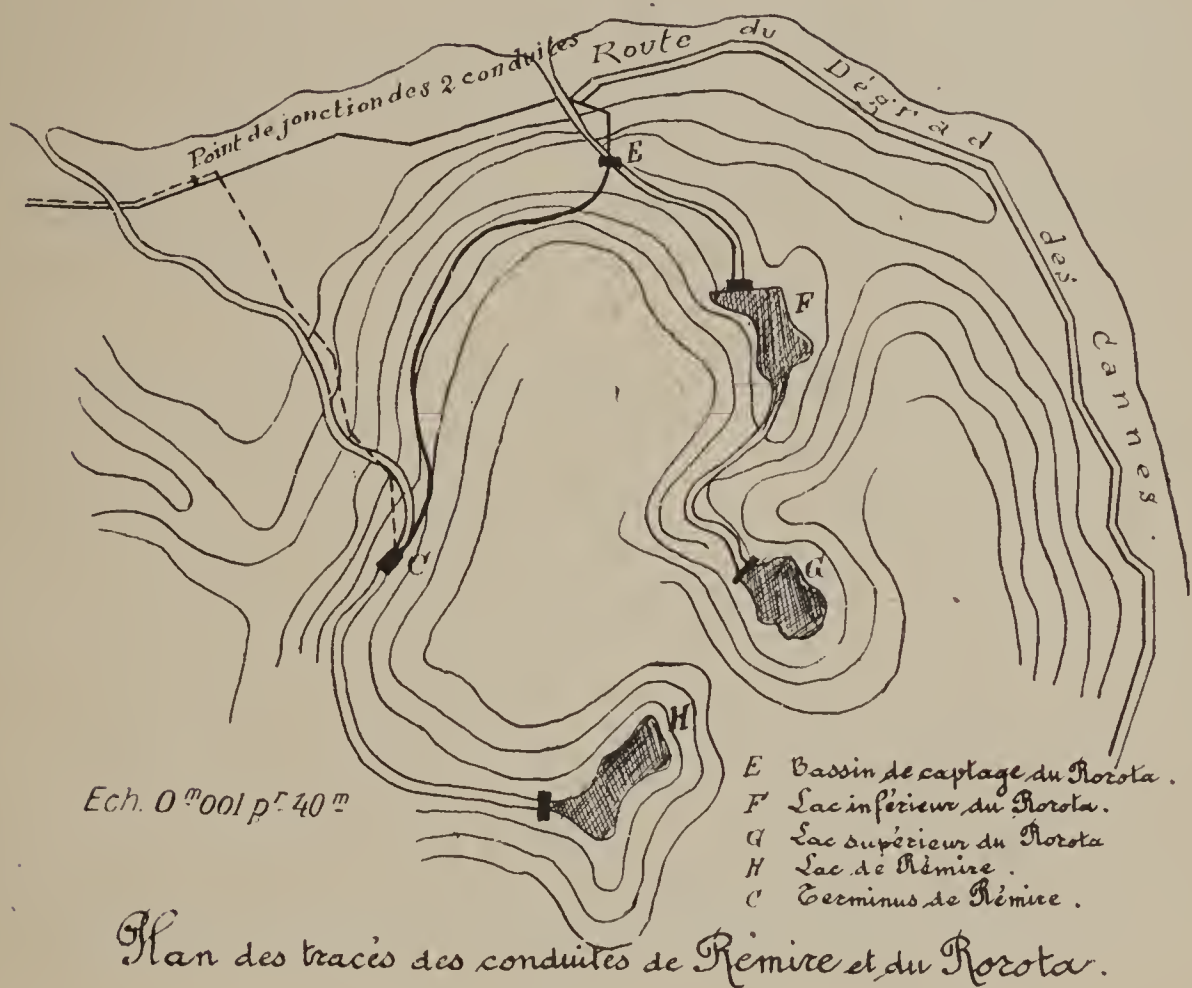 Point de jonction des 2 conduites
Route du Dégrad des Cannes
E
F
C
G
H
Ech. 0ᵐ001 pʳ 40ᵐ
E Bassin de captage du Rorota.
F Lac inférieur du Rorota.
G Lac supérieur du Rorota
H Lac de Rémire.
C Terminus de Rémire.
Plan des tracés des conduites de Rémire et du Rorota.